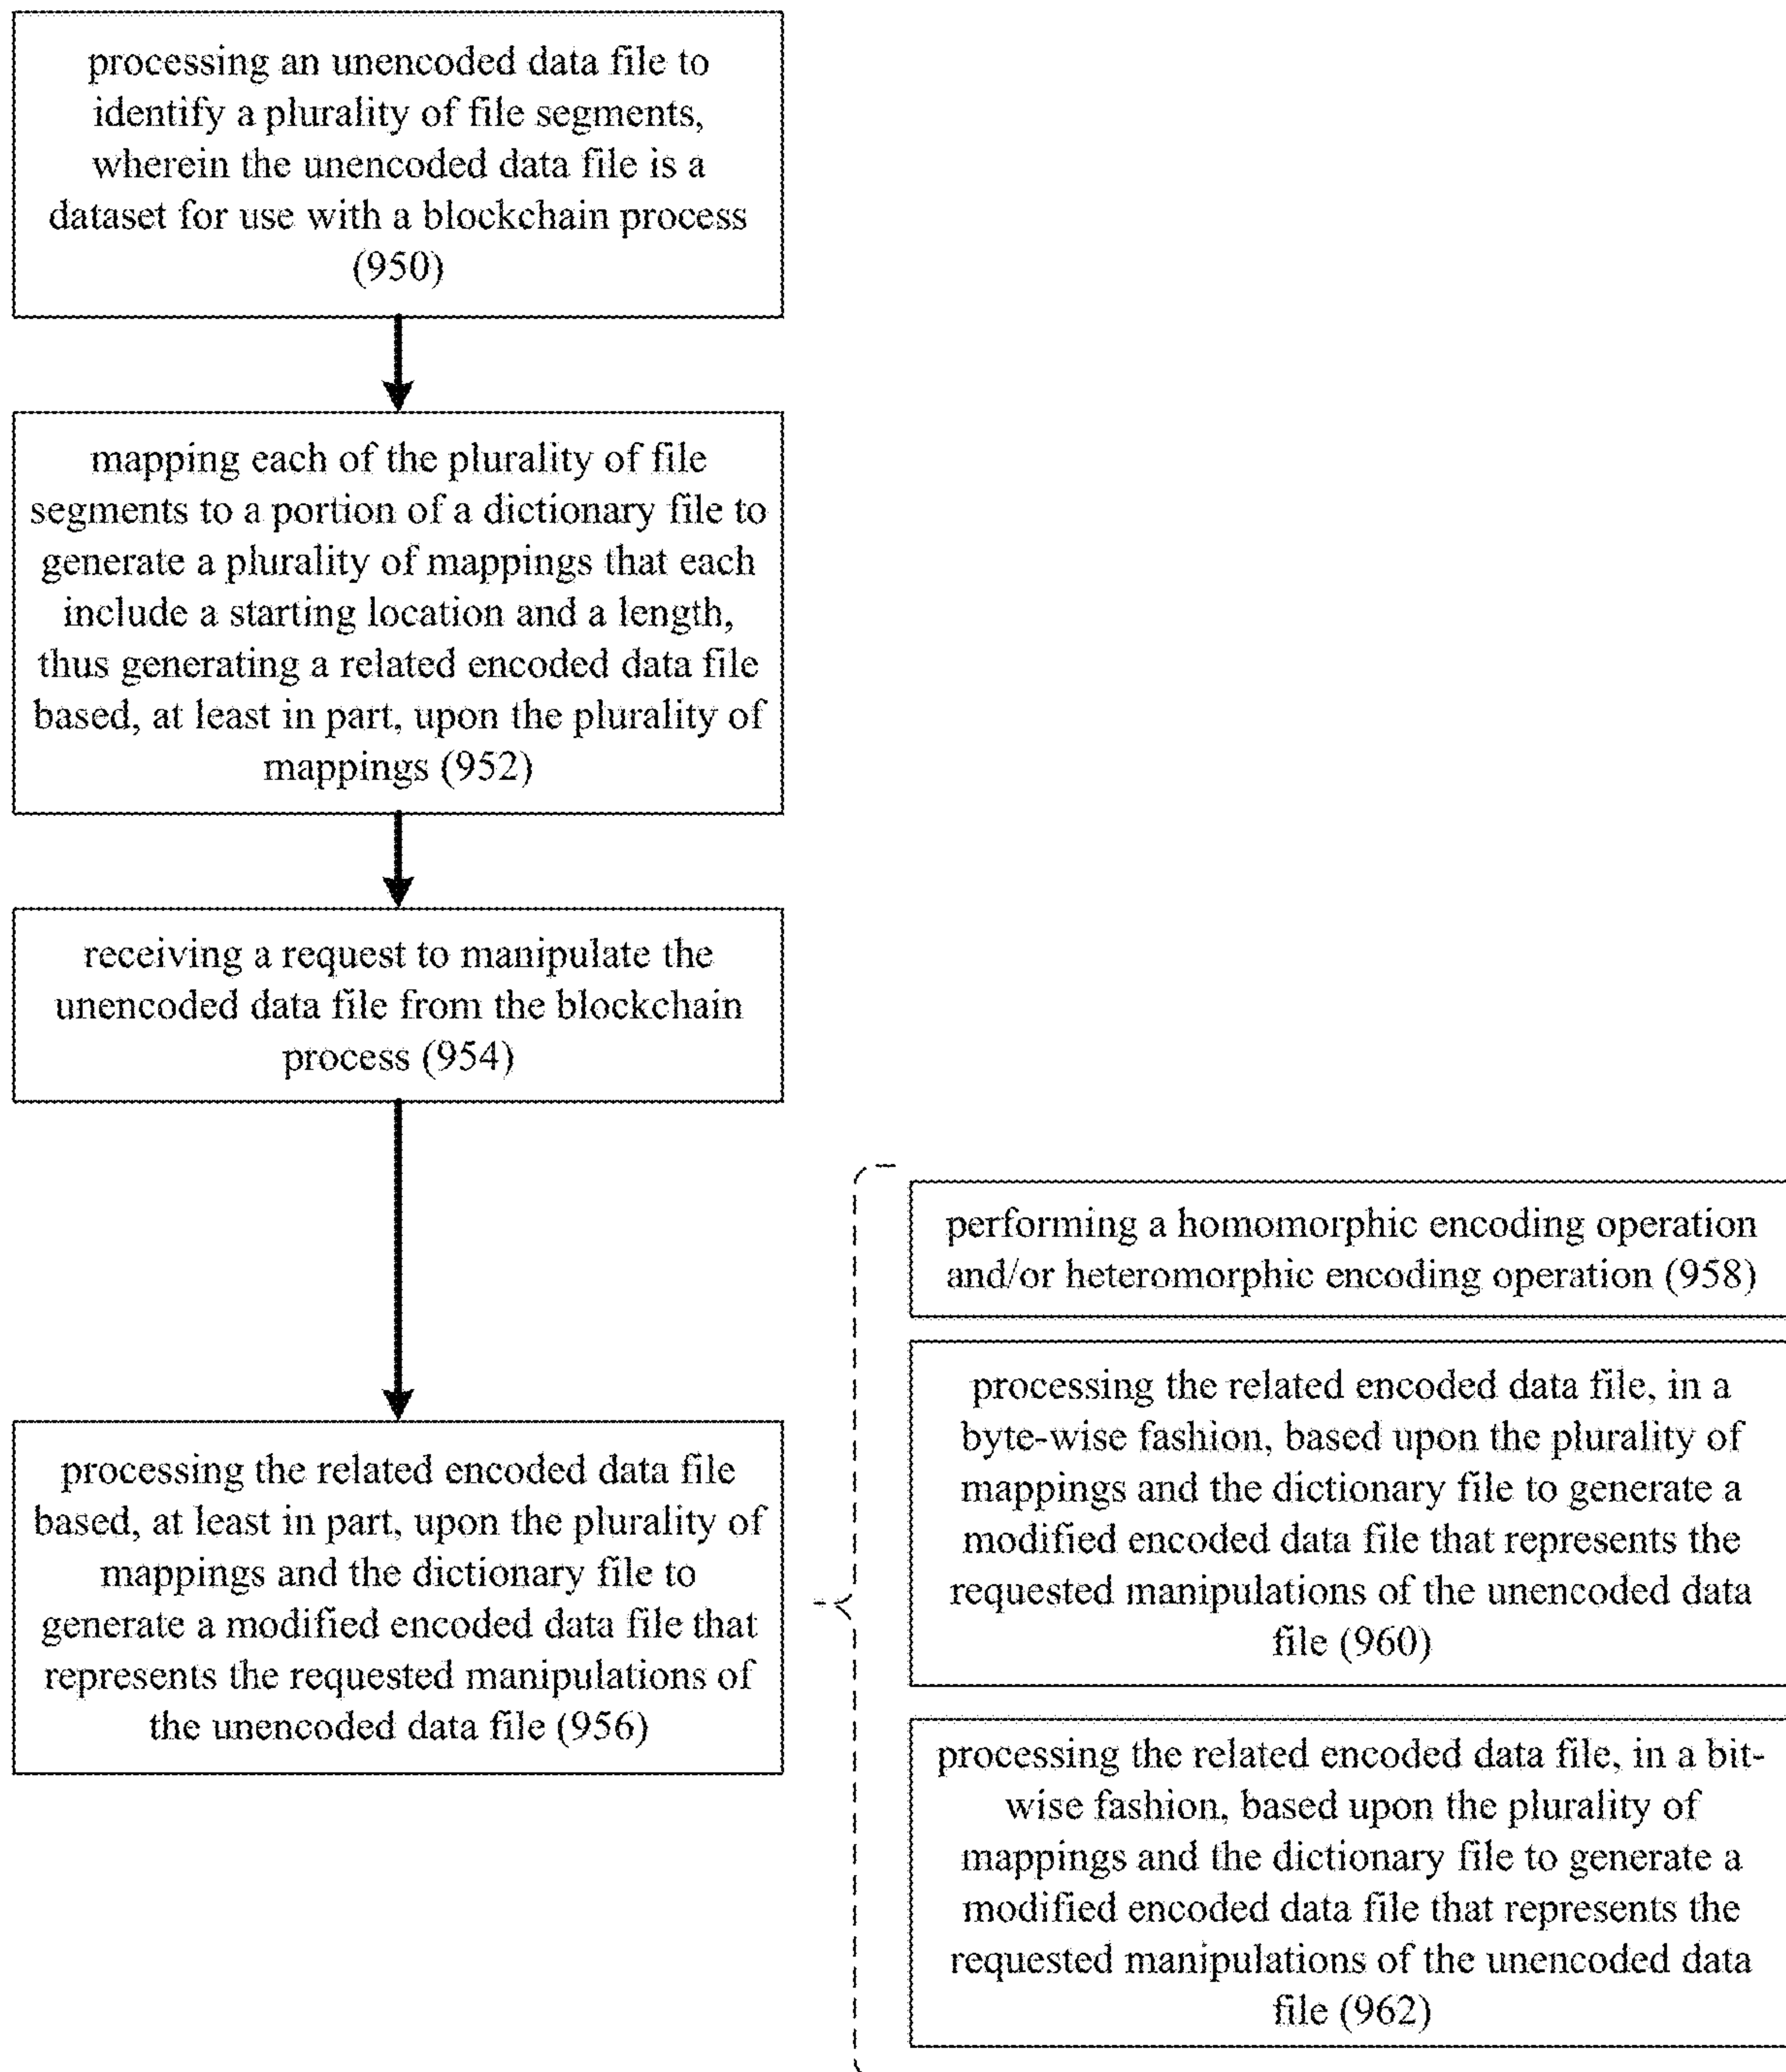 processing an unencoded data file to
identify a plurality of file segments,
wherein the unencoded data file is a
dataset for use with a blockchain process
(950)
mapping each of the plurality of file
segments to a portion of a dictionary file to
generate a plurality of mappings that each
include a starting location and a length,
thus generating a related encoded data file
based, at least in part, upon the plurality of
mappings (952)
receiving a request to manipulate the
unencoded data file from the blockchain
process (954)
processing the related encoded data file
based, at least in part, upon the plurality of
mappings and the dictionary file to
generate a modified encoded data file that
represents the requested manipulations of
the unencoded data file (956)
performing a homomorphic encoding operation
and/or heteromorphic encoding operation (958)
processing the related encoded data file, in a
byte-wise fashion, based upon the plurality of
mappings and the dictionary file to generate a
modified encoded data file that represents the
requested manipulations of the unencoded data
file (960)
processing the related encoded data file, in a bit-
wise fashion, based upon the plurality of
mappings and the dictionary file to generate a
modified encoded data file that represents the
requested manipulations of the unencoded data
file (962)